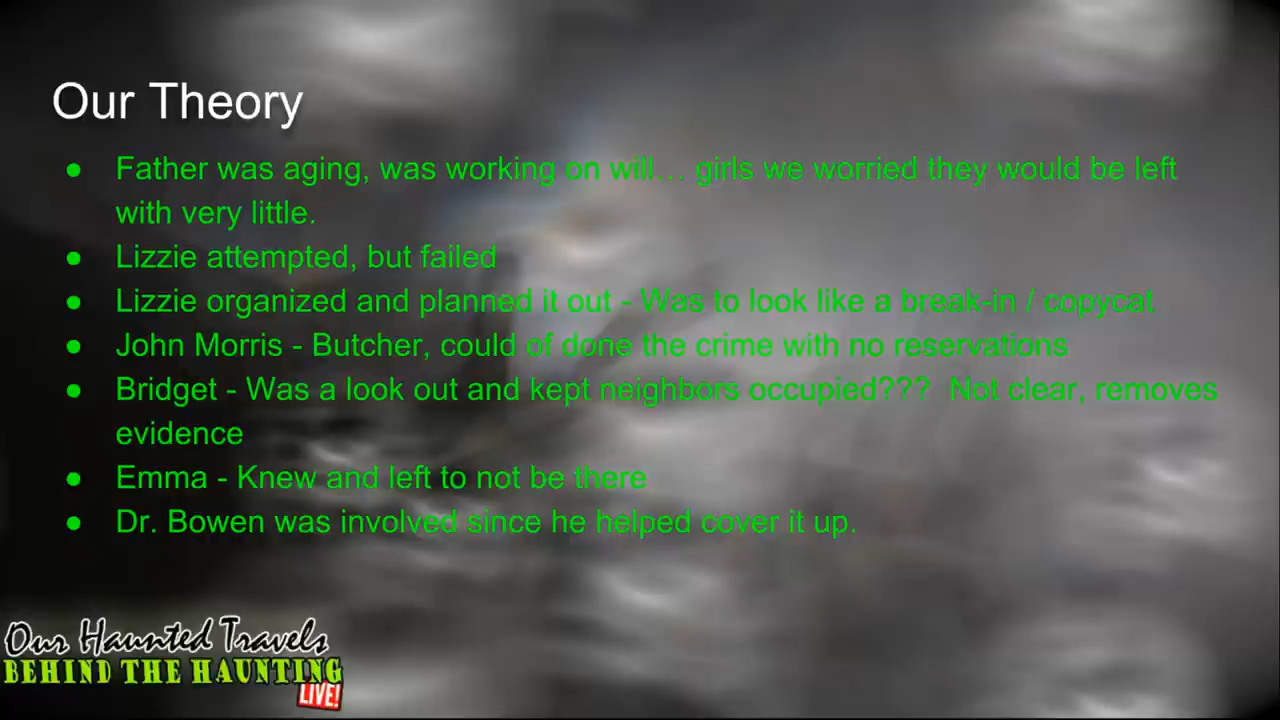 Our Theory
● Father was aging, was working on will... girls we worried they would be left
with very little.
● Lizzie attempted, but failed
● Lizzie organized and planned it out - Was to look like a break-in / copycat
● John Morris - Butcher, could of done the crime with no reservations
● Bridget - Was a look out and kept neighbors occupied??? Not clear, removes
evidence
● Emma - Knew and left to not be there
● Dr. Bowen was involved since he helped cover it up.
Our Haunted Travels
BEHIND THE HAUNTING
LIVE!